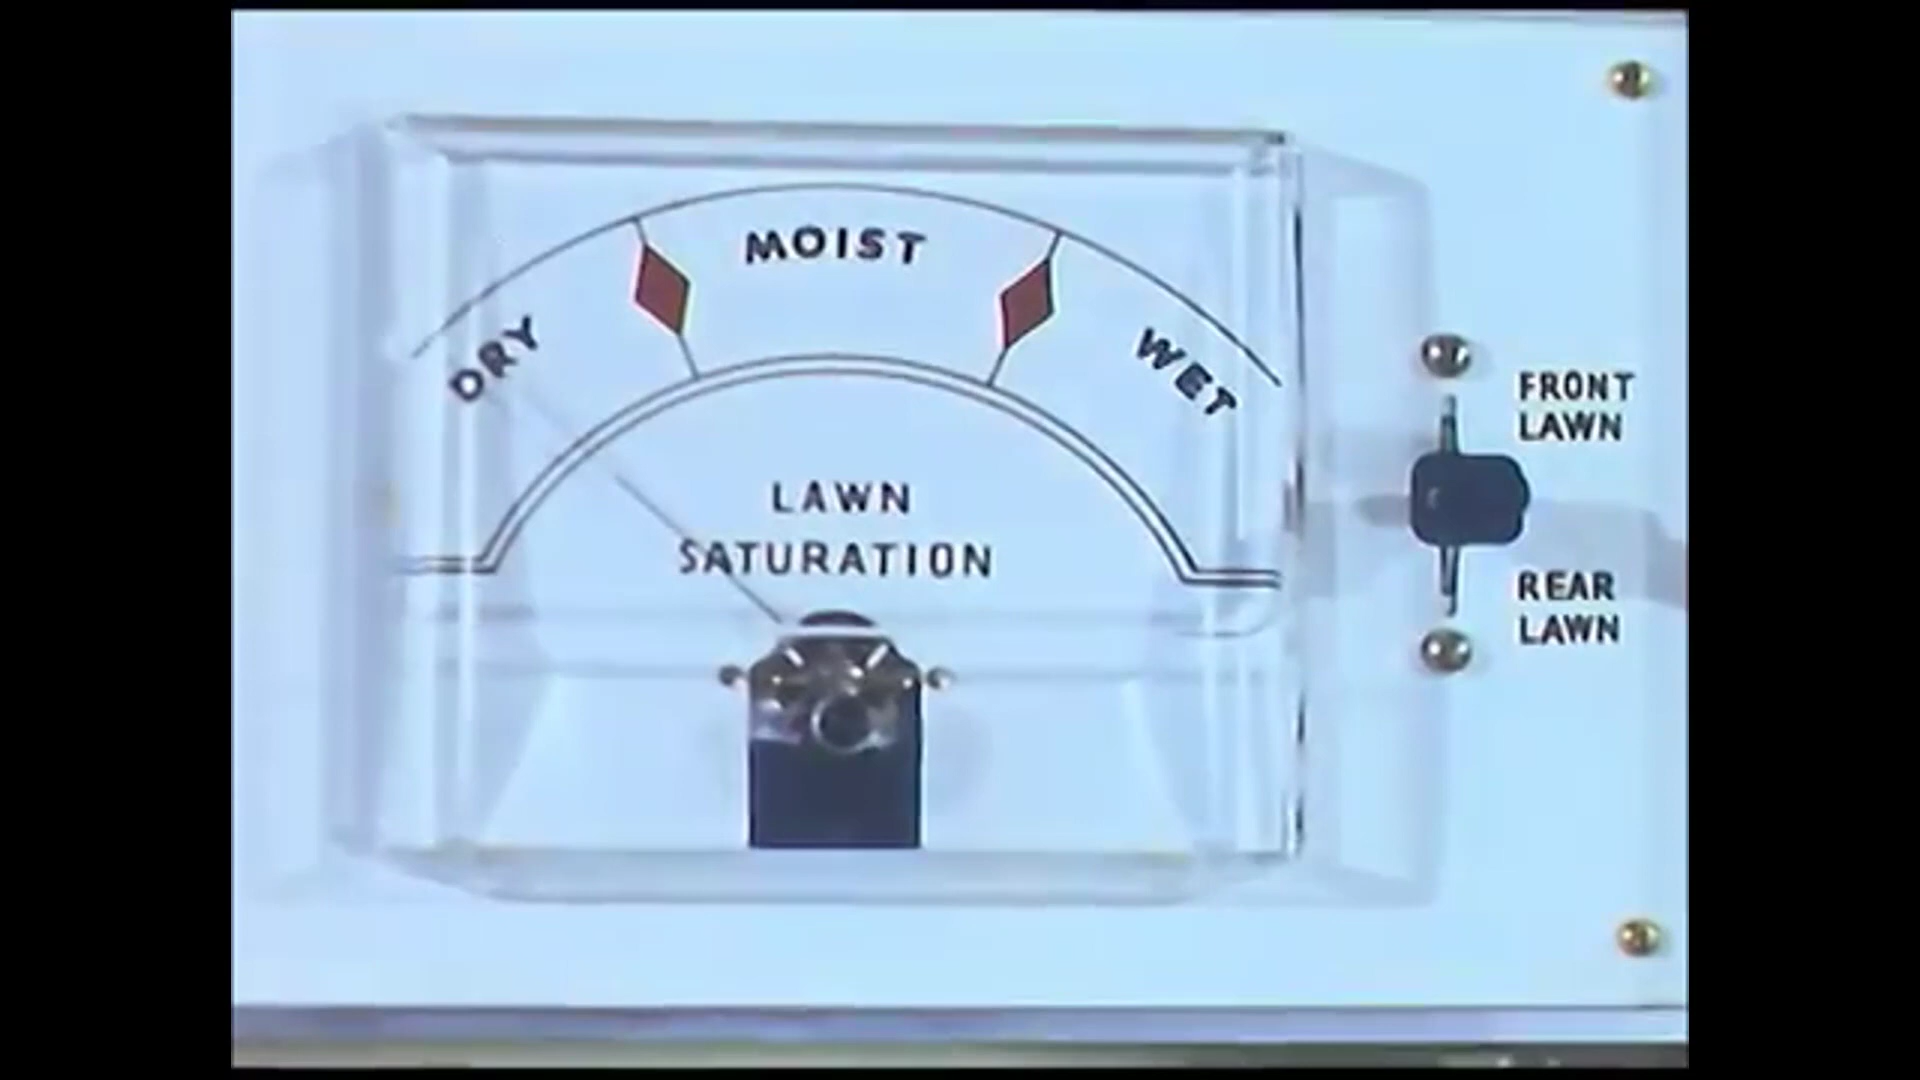 MOIST
DRY
WET
LAWN
SATURATION
FRONT
LAWN
REAR
LAWN